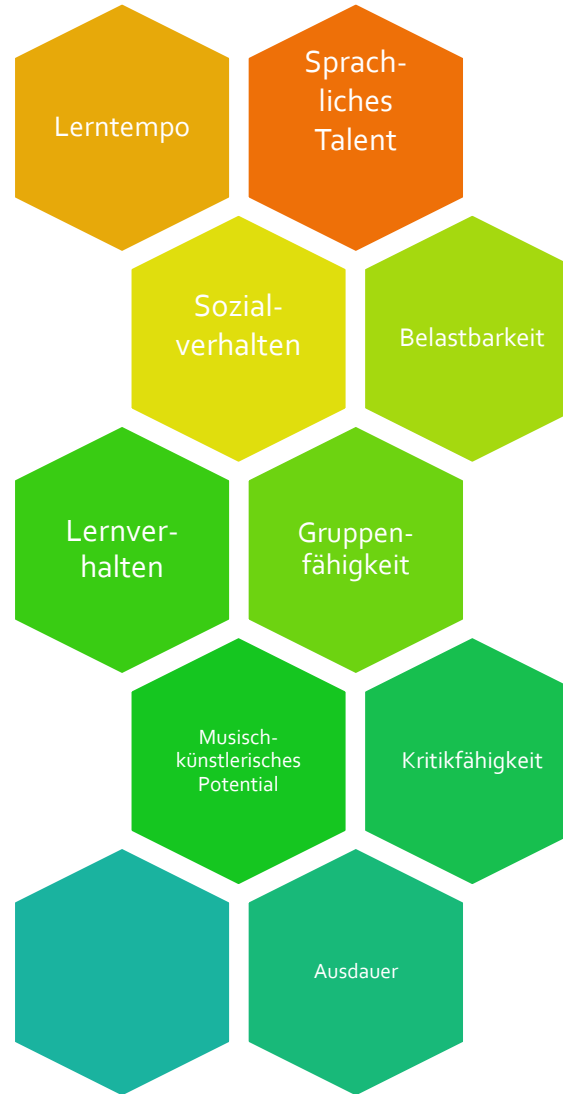 Lerntempo
Sprach-
liches
Talent
Sozial-
verhalten
Belastbarkeit
Lernver-
halten
Gruppen-
fähigkeit
Musisch-
künstlerisches
Potential
Kritikfähigkeit
Ausdauer